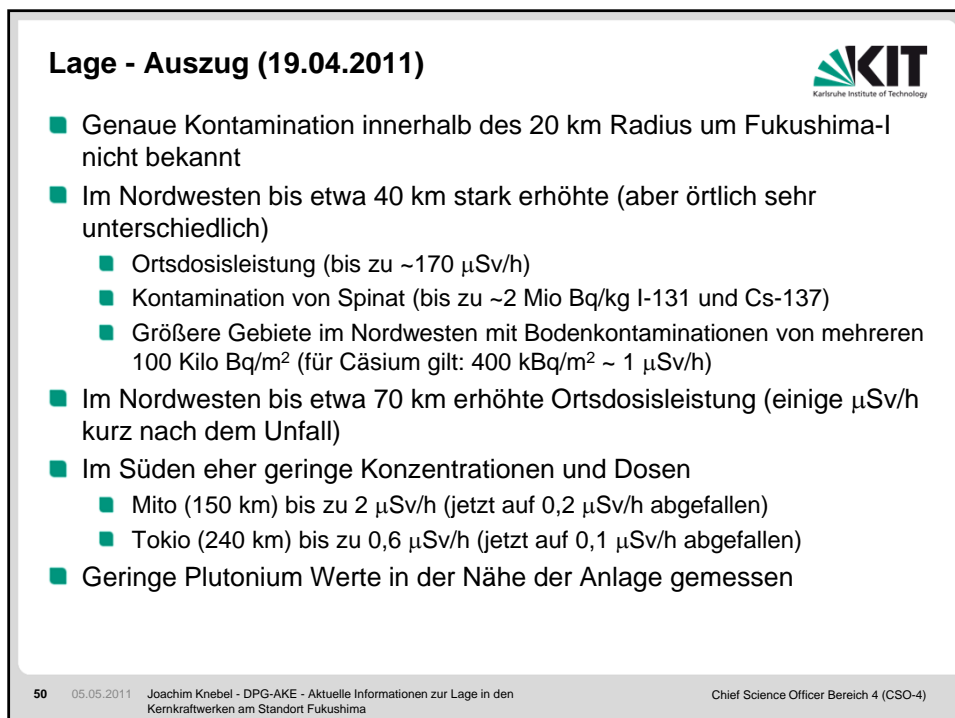 Lage - Auszug (19.04.2011)
KIT
Karlsruhe Institute of Technology
Genaue Kontamination innerhalb des 20 km Radius um Fukushima-I
nicht bekannt
Im Nordwesten bis etwa 40 km stark erhöhte (aber örtlich sehr
unterschiedlich)
Ortsdosisleistung (bis zu ~170 μSv/h)
Kontamination von Spinat (bis zu ~2 Mio Bq/kg I-131 und Cs-137)
Größere Gebiete im Nordwesten mit Bodenkontaminationen von mehreren
100 Kilo Bq/m² (für Cäsium gilt: 400 kBq/m² ~ 1 μSv/h)
Im Nordwesten bis etwa 70 km erhöhte Ortsdosisleistung (einige μSv/h
kurz nach dem Unfall)
Im Süden eher geringe Konzentrationen und Dosen
Mito (150 km) bis zu 2 μSv/h (jetzt auf 0,2 μSv/h abgefallen)
Tokio (240 km) bis zu 0,6 μSv/h (jetzt auf 0,1 μSv/h abgefallen)
Geringe Plutonium Werte in der Nähe der Anlage gemessen
50 05.05.2011 Joachim Knebel - DPG-AKE - Aktuelle Informationen zur Lage in den
Kernkraftwerken am Standort Fukushima
Chief Science Officer Bereich 4 (CSO-4)